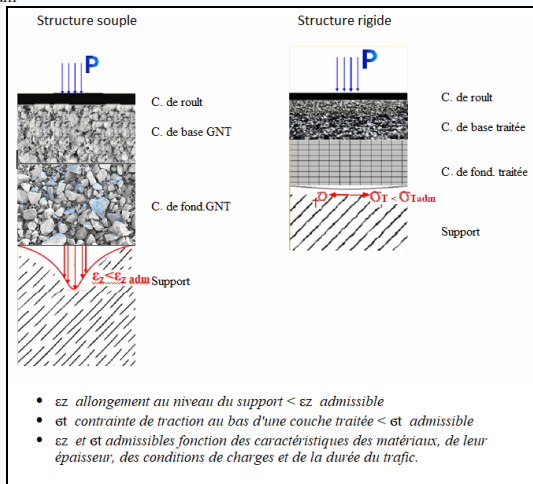 Structure souple
P
C. de roult
C. de base GNT
C. de fond.GNT
εz<εz adm
Support
Structure rigide
P
C. de roult
C. de base traitée
C. de fond. traitée
σT < σTadm
Support
• εz allongement au niveau du support < εz admissible
• σt contrainte de traction au bas d'une couche traitée < σt admissible
• εz et σt admissibles fonction des caractéristiques des matériaux, de leur
épaisseur, des conditions de charges et de la durée du trafic.